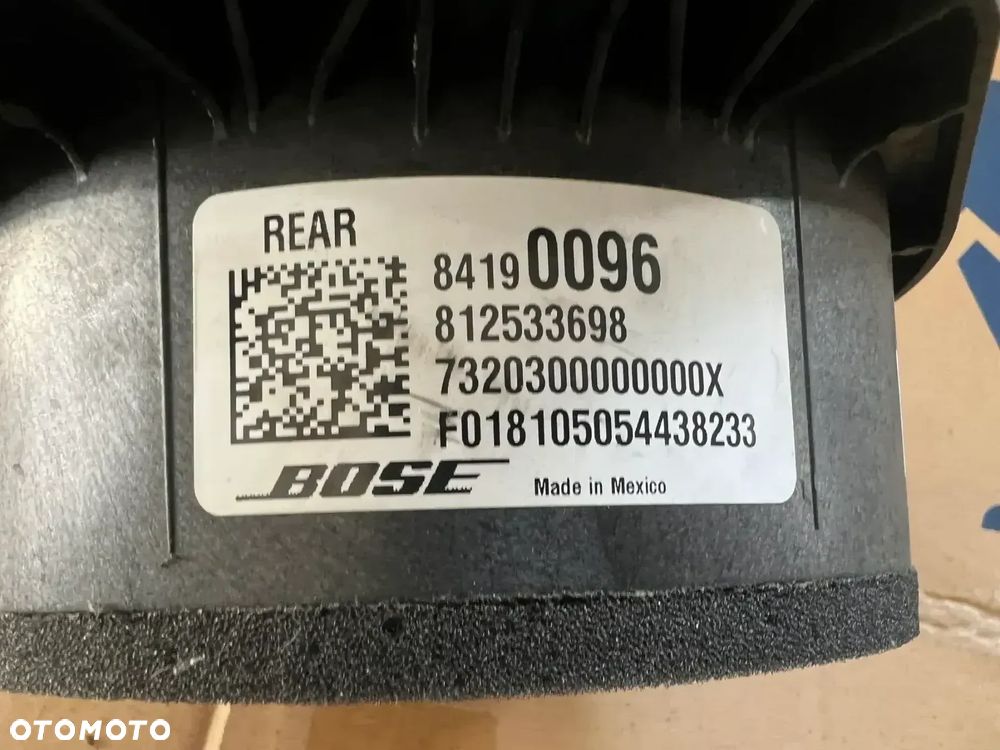 REAR
84190096
812533698
7320300000000X
F018105054438233
BOSE
Made in Mexico
OTOMOTO